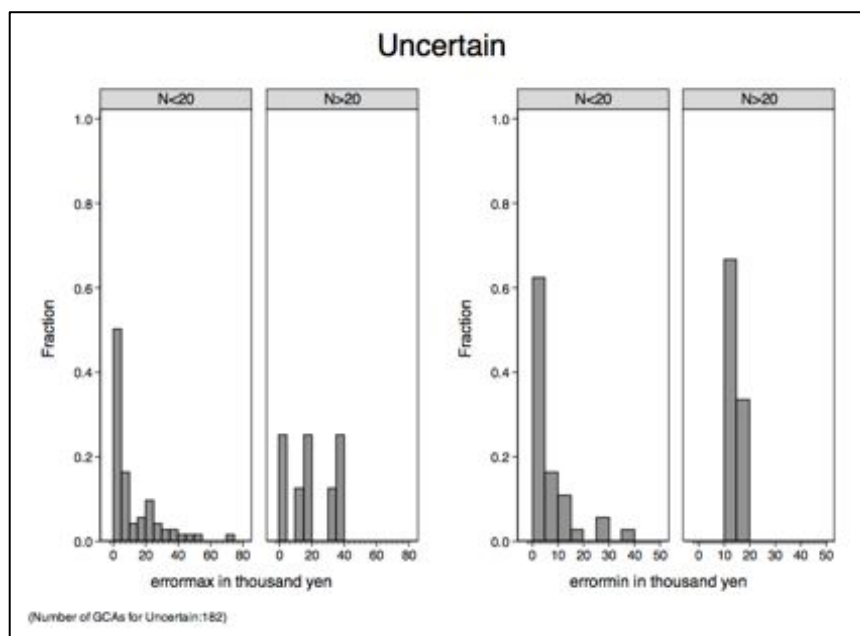 Uncertain
N<20 N>20 N<20 N>20
1.0 1.0
0.8 0.8
0.6 0.6
0.4 0.4
0.2 0.2
0.0 0.0
Fraction Fraction
0 20 40 60 80 0 20 40 60 80 0 10 20 30 40 50 0 10 20 30 40 50
errormax in thousand yen errormin in thousand yen
(Number of GCAs for Uncertain:182)